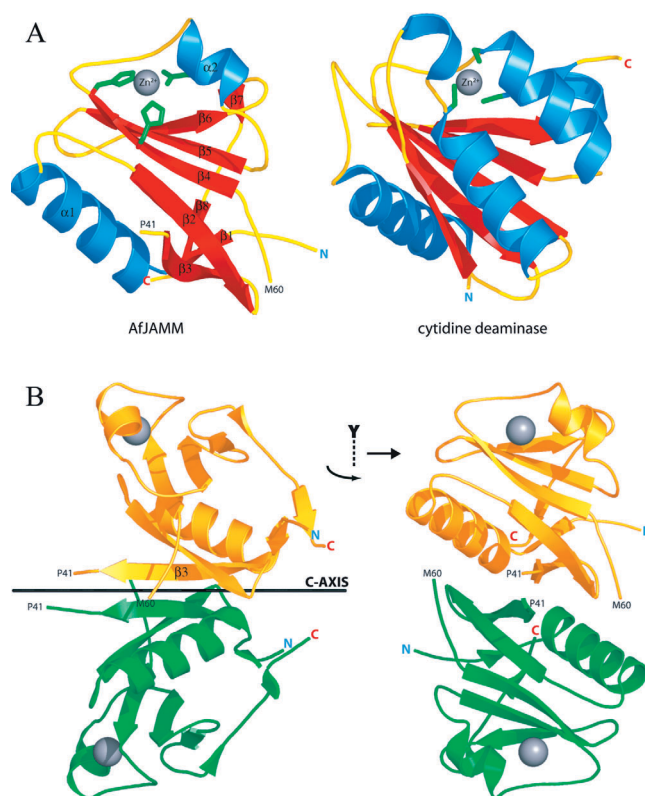 A
Zn²⁺
α2
β7
β6
β5
β4
α1
P41
β8
β2
β1
N
β3
C
M60
AfJAMM
Zn²⁺
C
N
cytidine deaminase
B
N
C
P41
β3
C-AXIS
M60
P41
C
N
Y
N
C
P41
M60
M60
P41
C
N